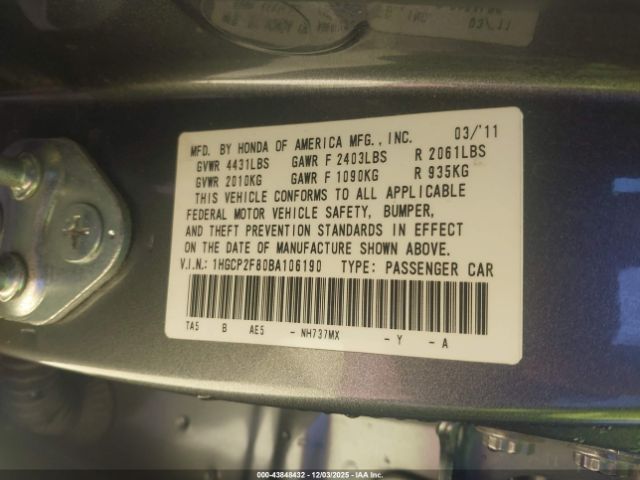 03/'11
MFD. BY HONDA OF AMERICA MFG., INC. 03/'11
GVWR 4431LBS GAWR F 2403LBS R 2061LBS
GVWR 2010KG GAWR F 1090KG R 935KG
THIS VEHICLE CONFORMS TO ALL APPLICABLE
FEDERAL MOTOR VEHICLE SAFETY, BUMPER,
AND THEFT PREVENTION STANDARDS IN EFFECT
ON THE DATE OF MANUFACTURE SHOWN ABOVE.
V.I.N.: 1HGCP2F80BA106190 TYPE: PASSENGER CAR
TA5 B AE5 - NH737MX - Y - A
000-43848432 - 12/03/2025 - IAA Inc.